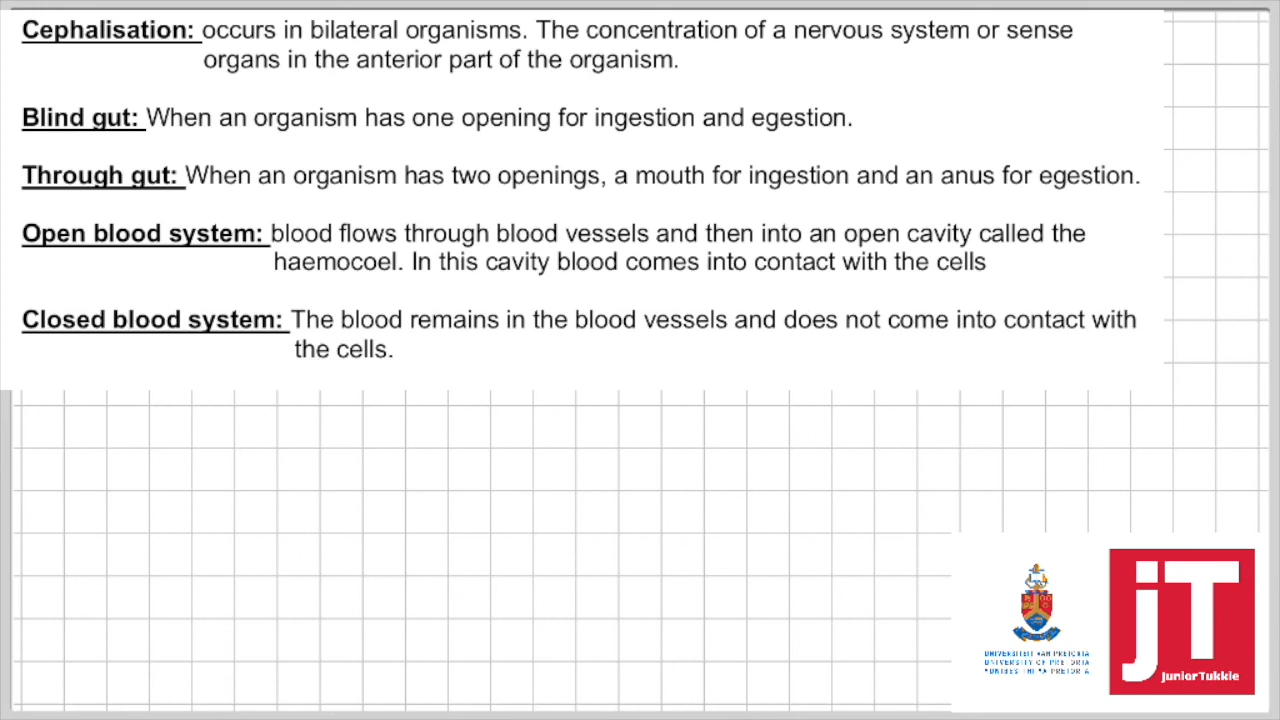 Cephalisation: occurs in bilateral organisms. The concentration of a nervous system or sense
organs in the anterior part of the organism.
Blind gut: When an organism has one opening for ingestion and egestion.
Through gut: When an organism has two openings, a mouth for ingestion and an anus for egestion.
Open blood system: blood flows through blood vessels and then into an open cavity called the
haemocoel. In this cavity blood comes into contact with the cells
Closed blood system: The blood remains in the blood vessels and does not come into contact with
the cells.
UNIVERSITEIT VAN PRETORIA
UNIVERSITY OF PRETORIA
YUNIBESITHI YA PRETORIA
jT
JuniorTukkie